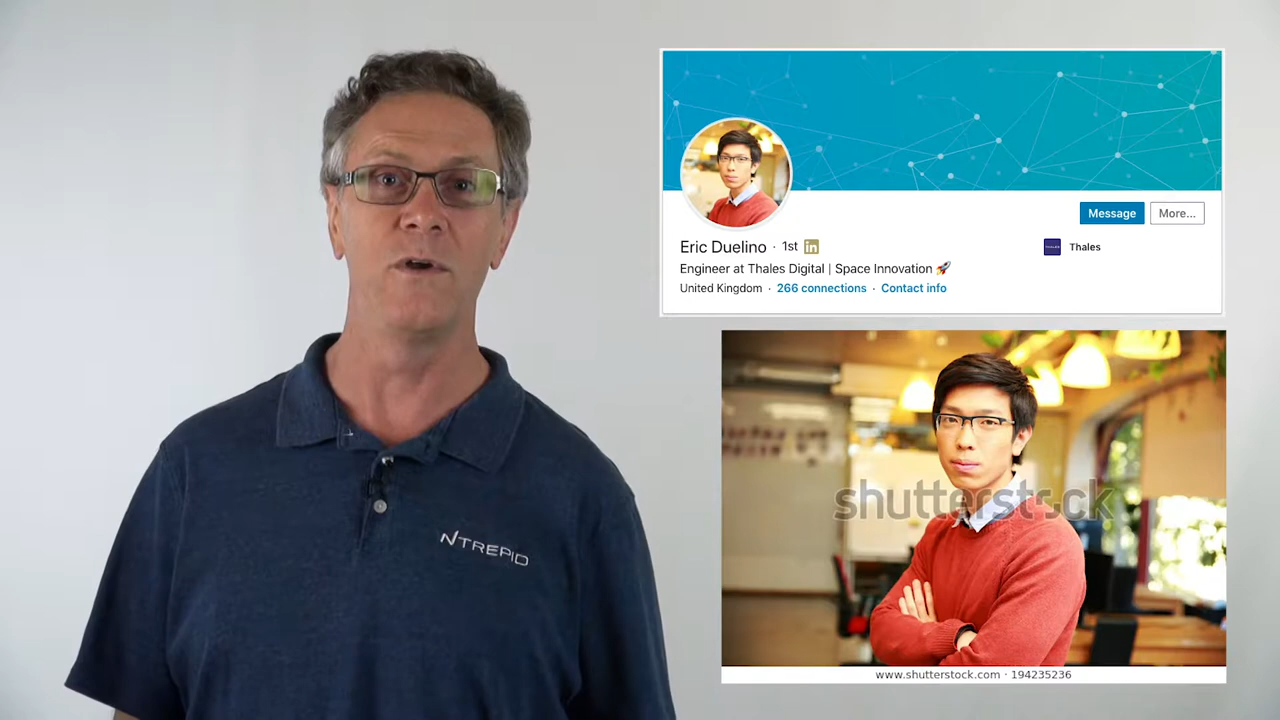 Eric Duelino · 1st in
Engineer at Thales Digital | Space Innovation 🚀
United Kingdom · 266 connections · Contact info
Message
More...
Thales
NTREPID
shutterstock
www.shutterstock.com · 194235236